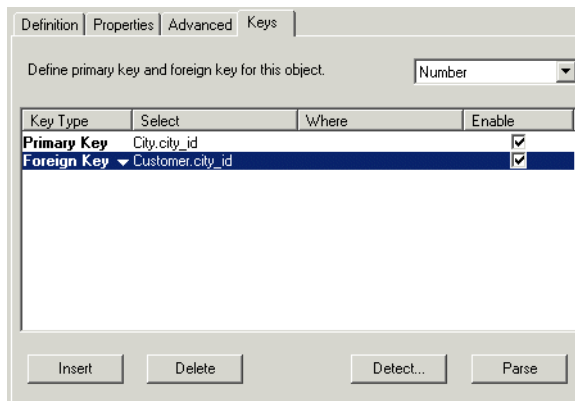 Definition Properties Advanced Keys
Define primary key and foreign key for this object. Number
Key Type Select Where Enable
Primary Key City.city_id
Foreign Key Customer.city_id
Insert Delete Detect... Parse